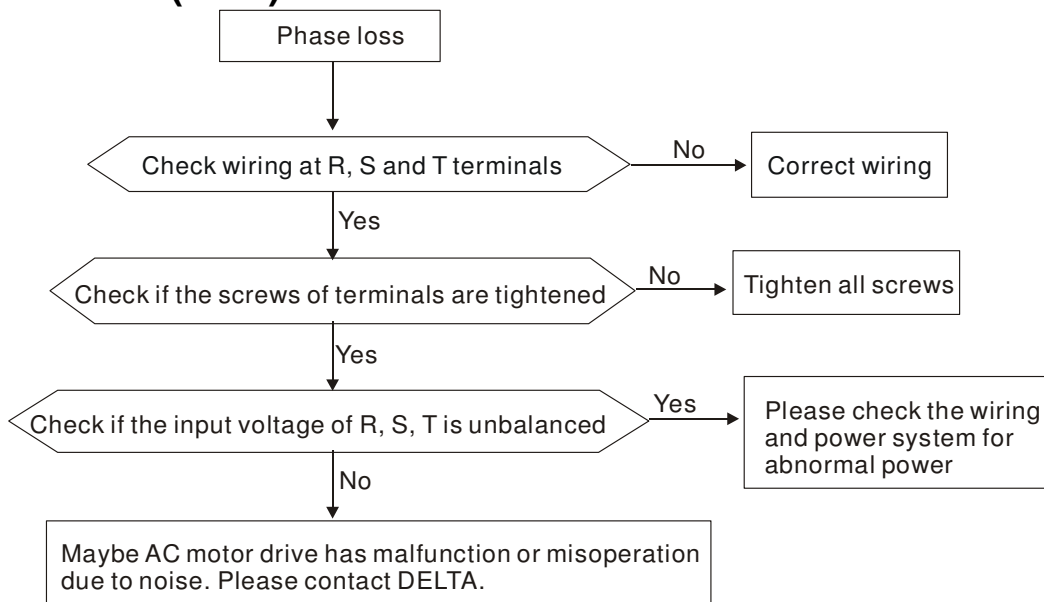 Phase loss
Check wiring at R, S and T terminals
No
Correct wiring
Yes
Check if the screws of terminals are tightened
No
Tighten all screws
Yes
Check if the input voltage of R, S, T is unbalanced
Yes
Please check the wiring
and power system for
abnormal power
No
Maybe AC motor drive has malfunction or misoperation
due to noise. Please contact DELTA.